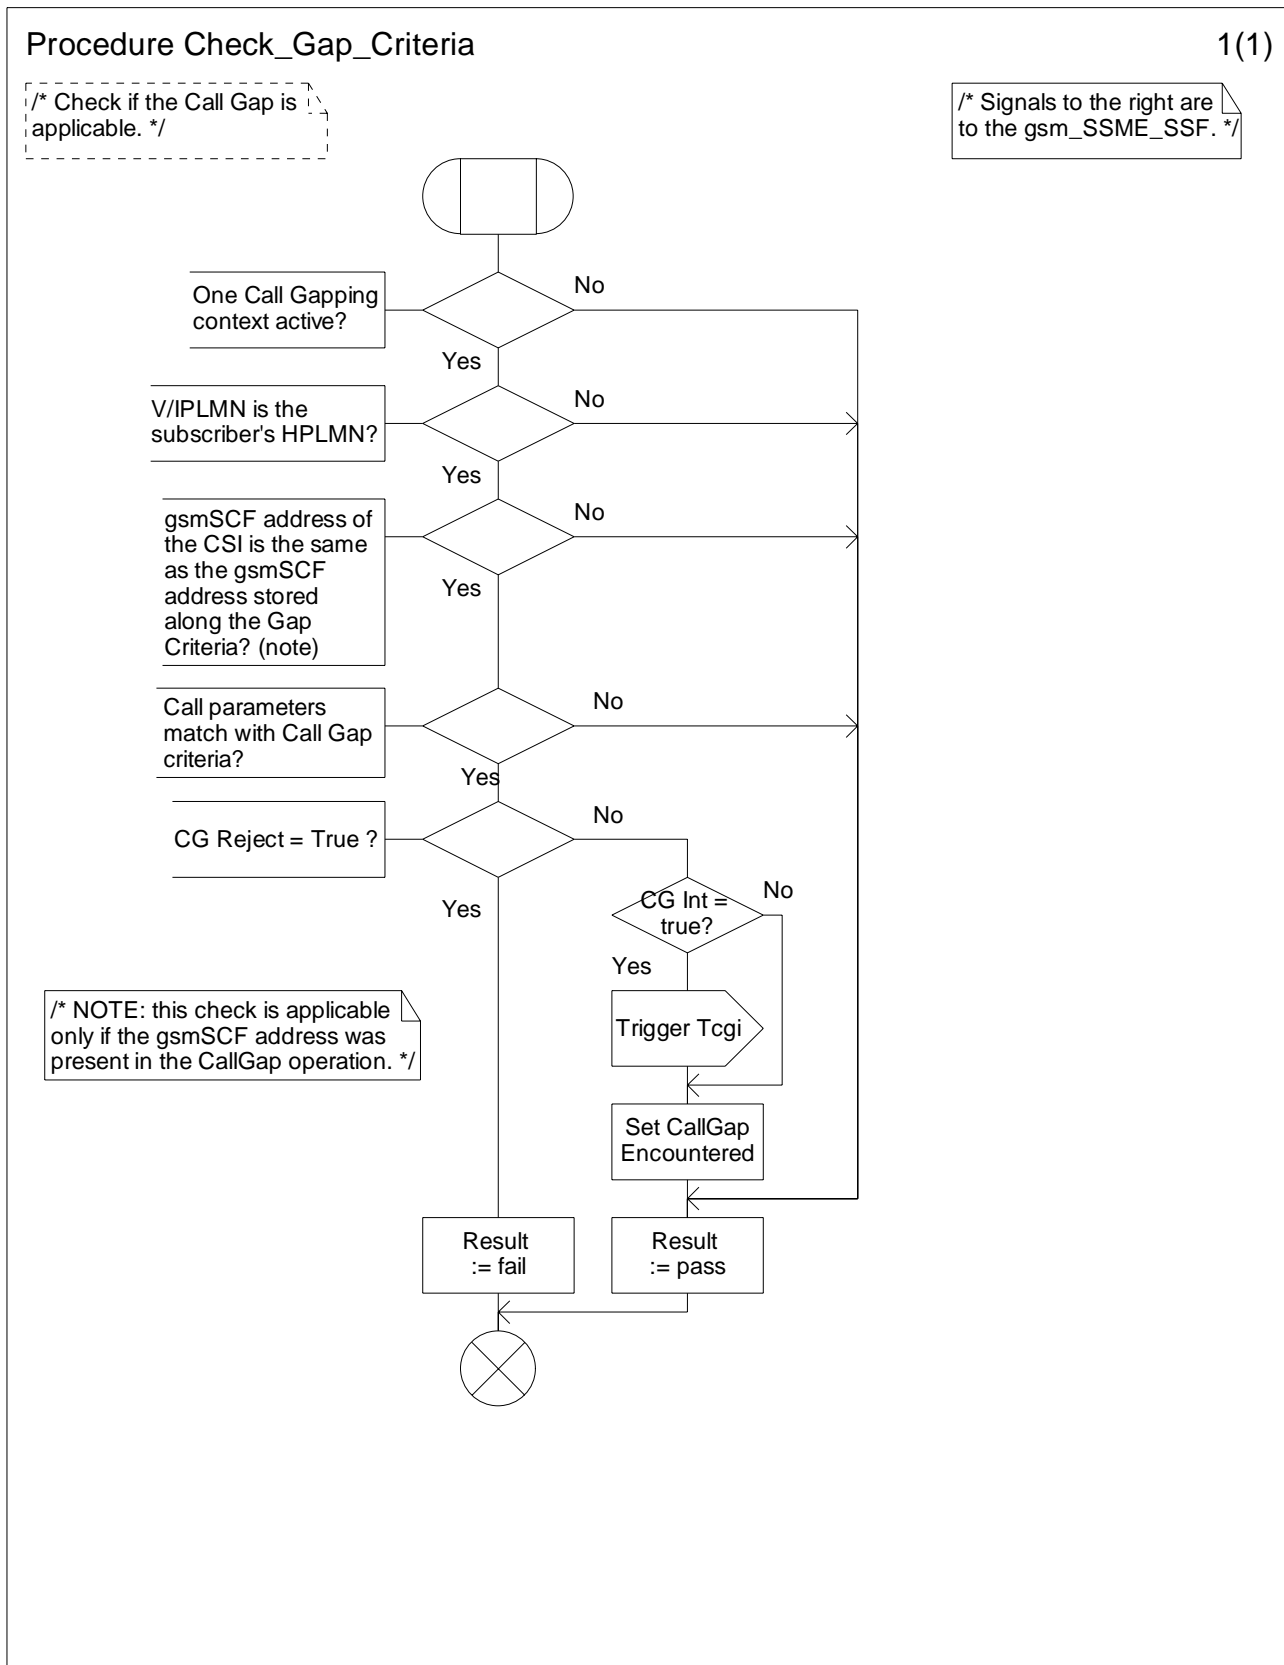 Procedure Check_Gap_Criteria
1(1)
/* Check if the Call Gap is
applicable. */
/* Signals to the right are
to the gsm_SSME_SSF. */
One Call Gapping
context active?
No
Yes
V/IPLMN is the
subscriber's HPLMN?
No
Yes
gsmSCF address of
the CSI is the same
as the gsmSCF
address stored
along the Gap
Criteria? (note)
No
Yes
Call parameters
match with Call Gap
criteria?
No
Yes
CG Reject = True ?
No
Yes
CG Int =
true?
No
Yes
Trigger Tcgi
/* NOTE: this check is applicable
only if the gsmSCF address was
present in the CallGap operation. */
Set CallGap
Encountered
Result
:= fail
Result
:= pass